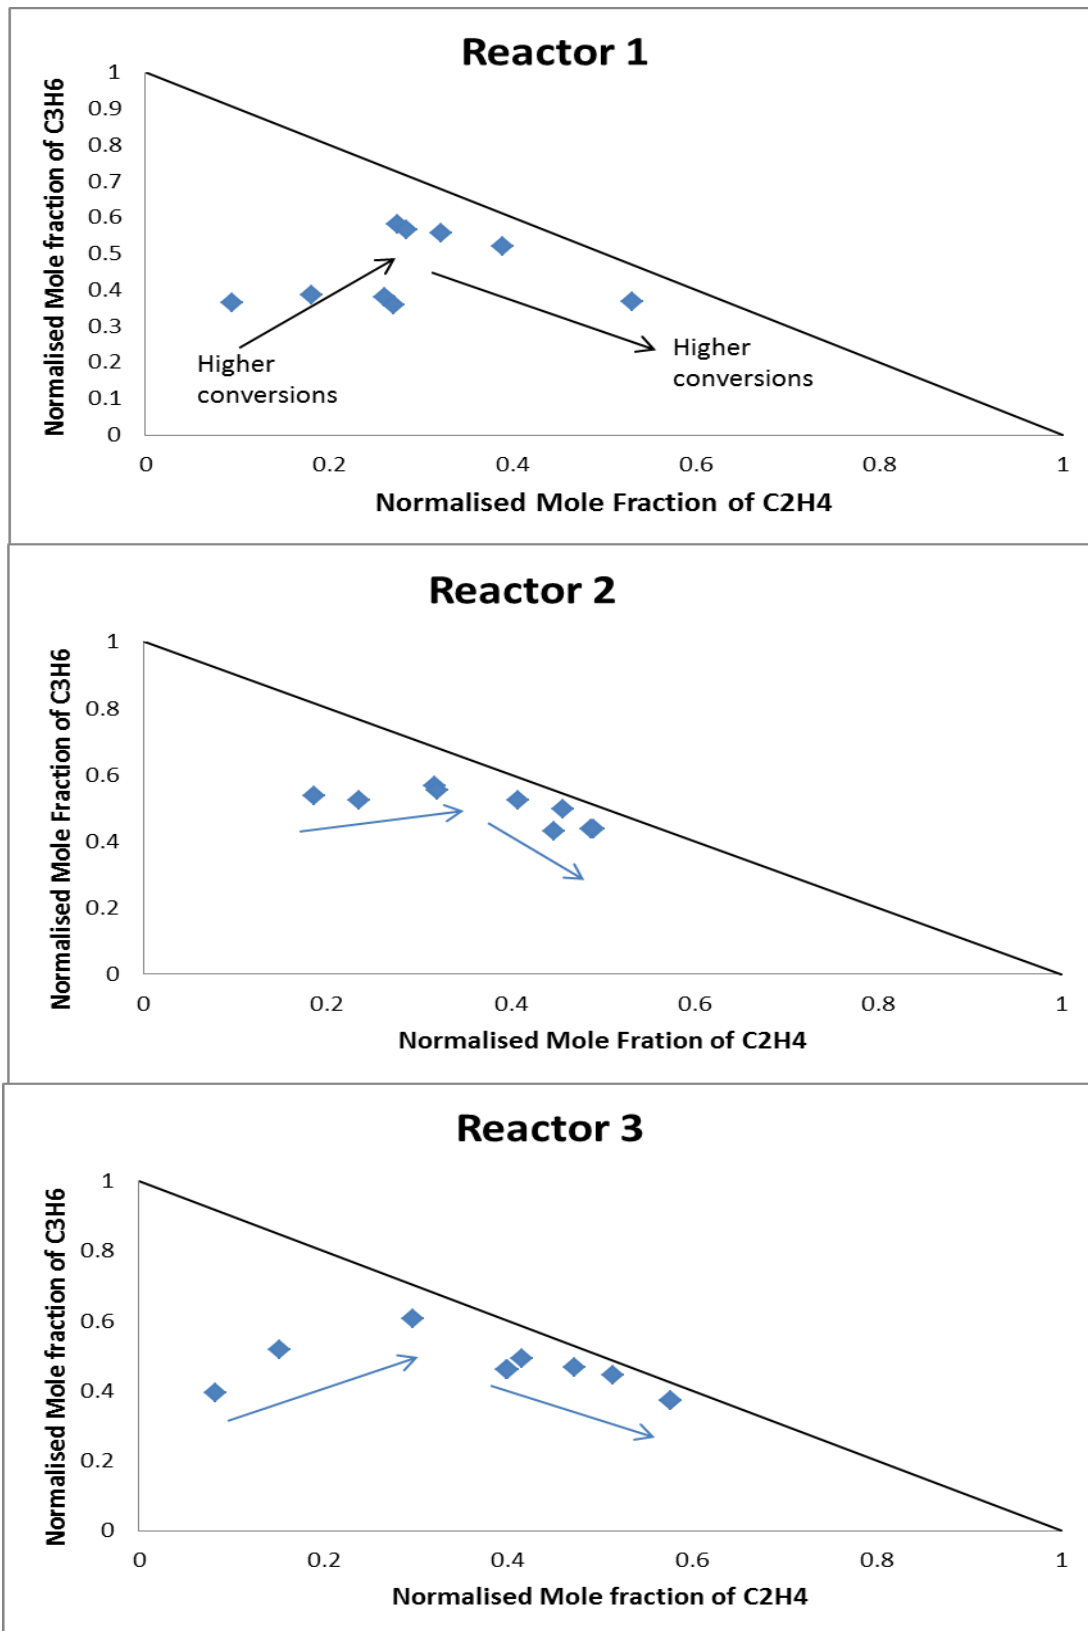 Reactor 1
Normalised Mole fraction of C3H6
1
0.9
0.8
0.7
0.6
0.5
0.4
0.3
0.2
0.1
0
Higher
conversions
Higher
conversions
0 0.2 0.4 0.6 0.8 1
Normalised Mole Fraction of C2H4
Reactor 2
Normalised Mole Fraction of C3H6
1
0.8
0.6
0.4
0.2
0
0 0.2 0.4 0.6 0.8 1
Normalised Mole Fration of C2H4
Reactor 3
Normalised Mole fraction of C3H6
1
0.8
0.6
0.4
0.2
0
0 0.2 0.4 0.6 0.8 1
Normalised Mole fraction of C2H4